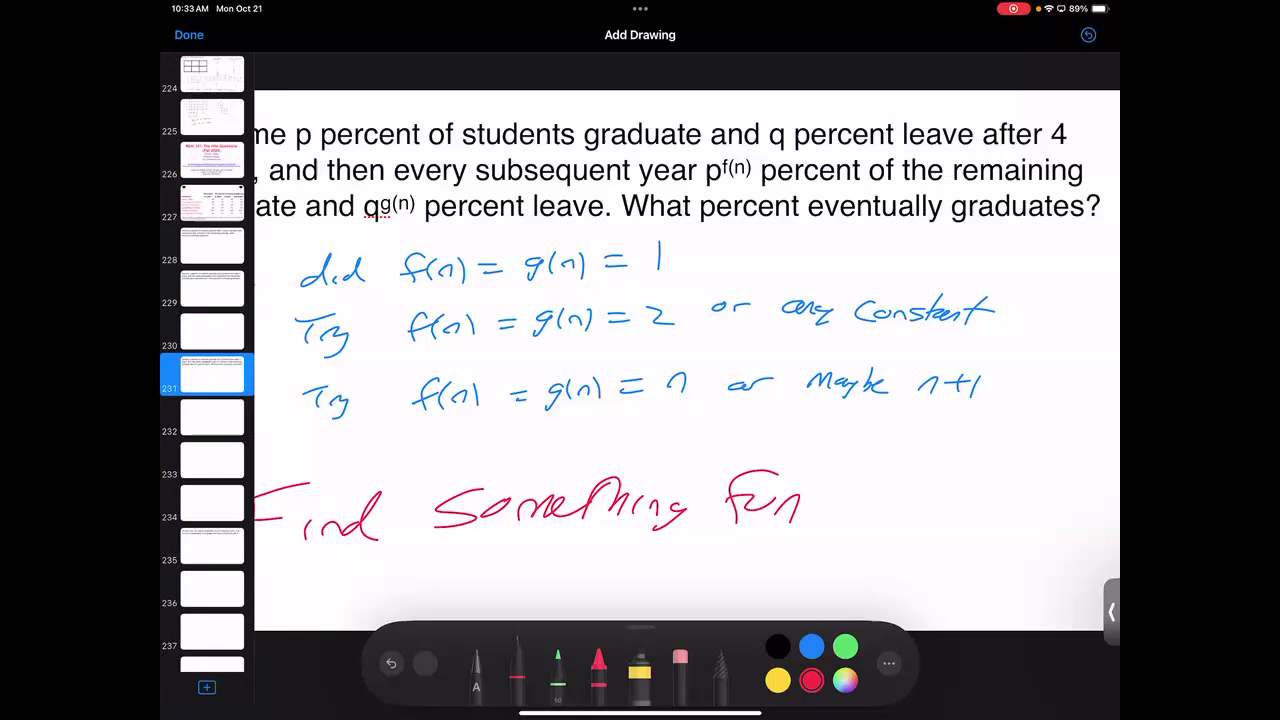 10:33 AM Mon Oct 21
89%
Done
Add Drawing
me p percent of students graduate and q percent leave after 4
, and then every subsequent year p^f(n) percent of the remaining
ate and q^g(n) percent leave. What percent eventually graduates?
did f(n) = g(n) = 1
Try f(n) = g(n) = 2 or any constant
Try f(n) = g(n) = n or maybe n+1
Find something fun
224
225
226
227
228
229
230
231
232
233
234
235
236
237
A
50